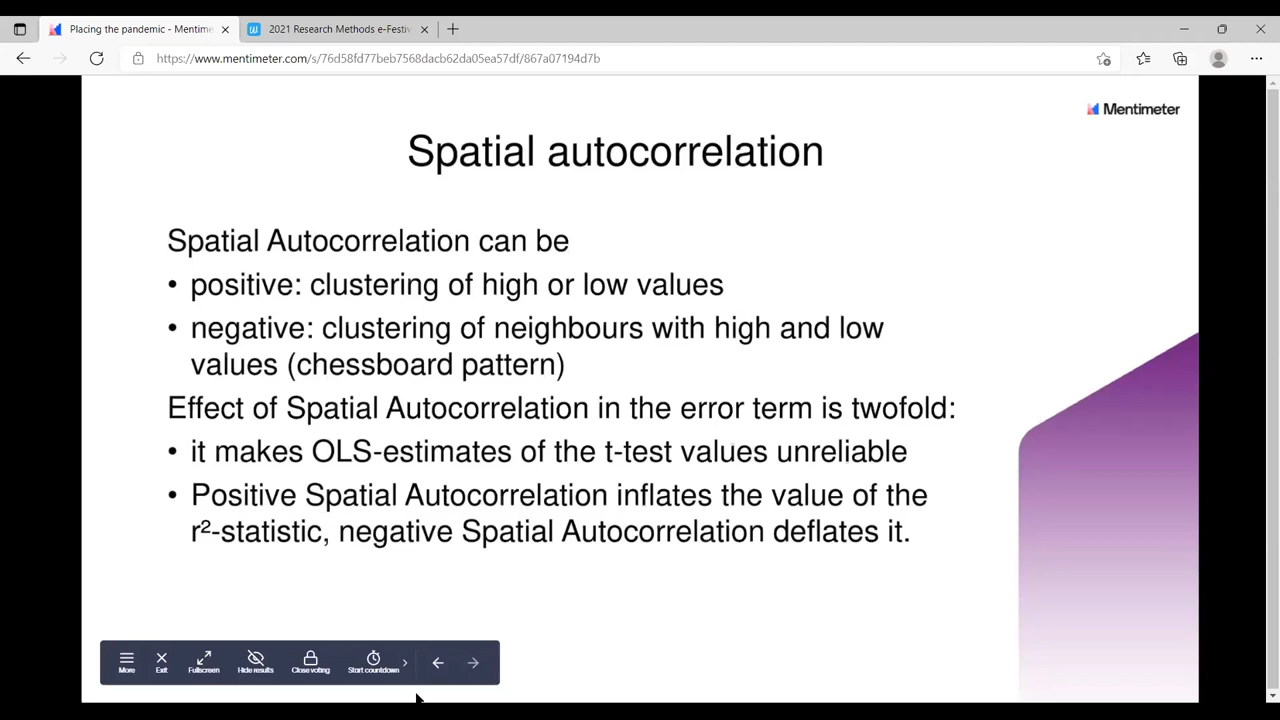 Placing the pandemic - Mentime
2021 Research Methods e-Festiv
https://www.mentimeter.com/s/76d58fd77beb7568dacb62da05ea57df/867a07194d7b
Mentimeter
Spatial autocorrelation
Spatial Autocorrelation can be
• positive: clustering of high or low values
• negative: clustering of neighbours with high and low
values (chessboard pattern)
Effect of Spatial Autocorrelation in the error term is twofold:
• it makes OLS-estimates of the t-test values unreliable
• Positive Spatial Autocorrelation inflates the value of the
r²-statistic, negative Spatial Autocorrelation deflates it.
More Exit Fullscreen Hide results Close voting Start countdown